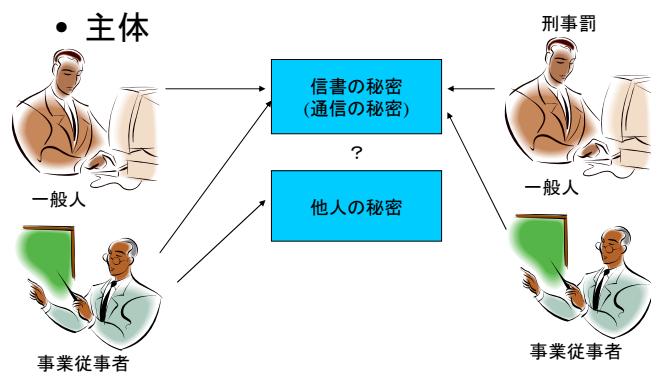 • 主体
刑事罰
信書の秘密
(通信の秘密)
?
他人の秘密
一般人
一般人
事業従事者
事業従事者